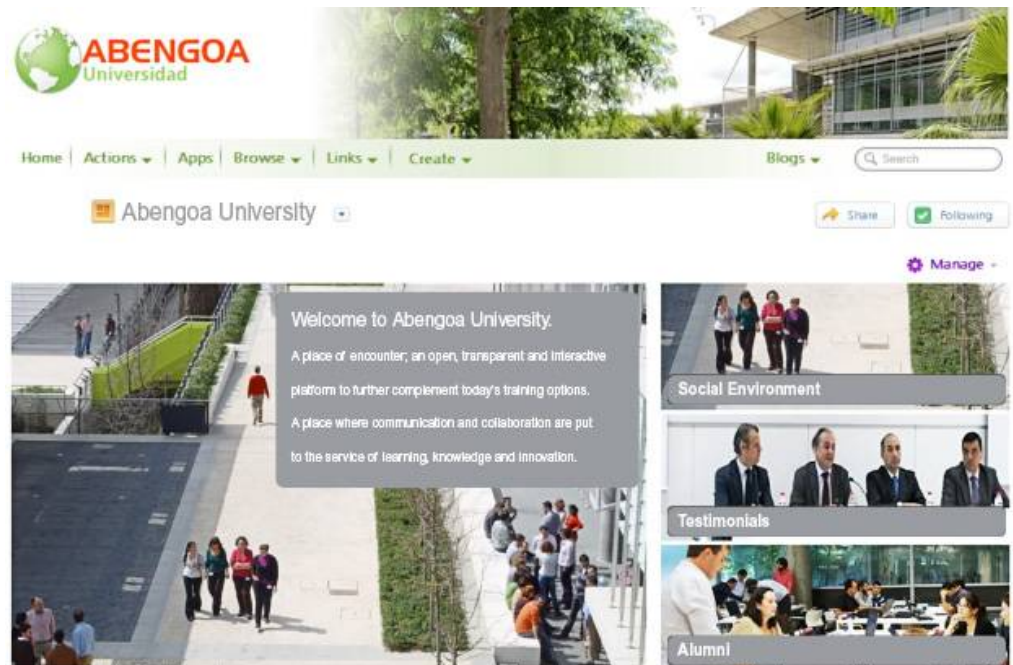 ABENGOA
Universidad
Home Actions Apps Browse Links Create Blogs Search
Abengoa University Share Following
Manage
Welcome to Abengoa University.
A place of encounter; an open, transparent and interactive
platform to further complement today's training options.
A place where communication and collaboration are put
to the service of learning, knowledge and innovation.
Social Environment
Testimonials
Alumni